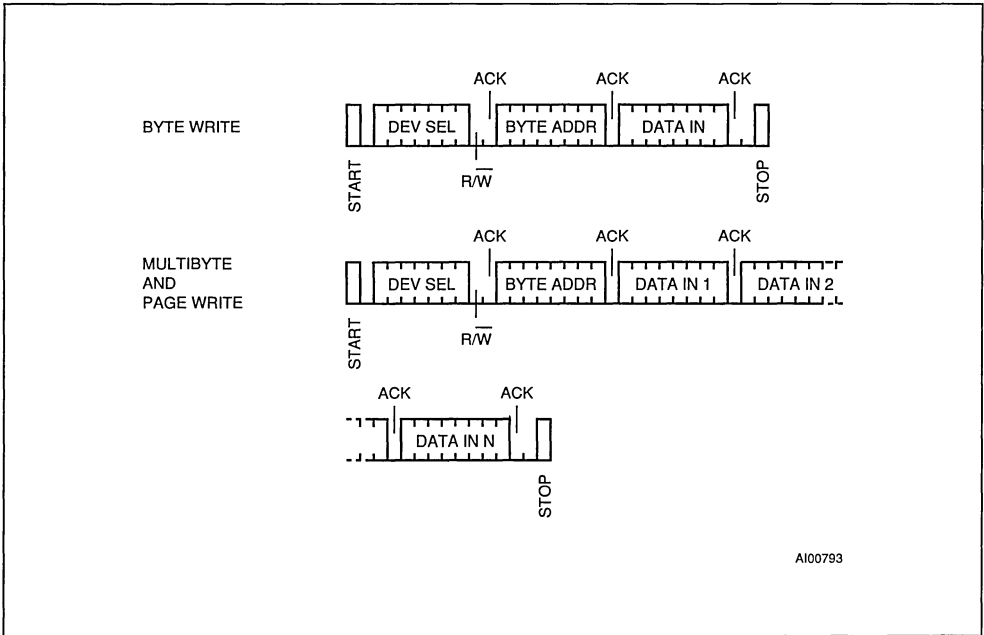 ACK ACK ACK
BYTE WRITE
DEV SEL BYTE ADDR DATA IN
R/W̅
START
STOP
ACK ACK ACK
MULTIBYTE
AND
PAGE WRITE
DEV SEL BYTE ADDR DATA IN 1 DATA IN 2
R/W̅
START
ACK ACK
DATA IN N
STOP
AI00793